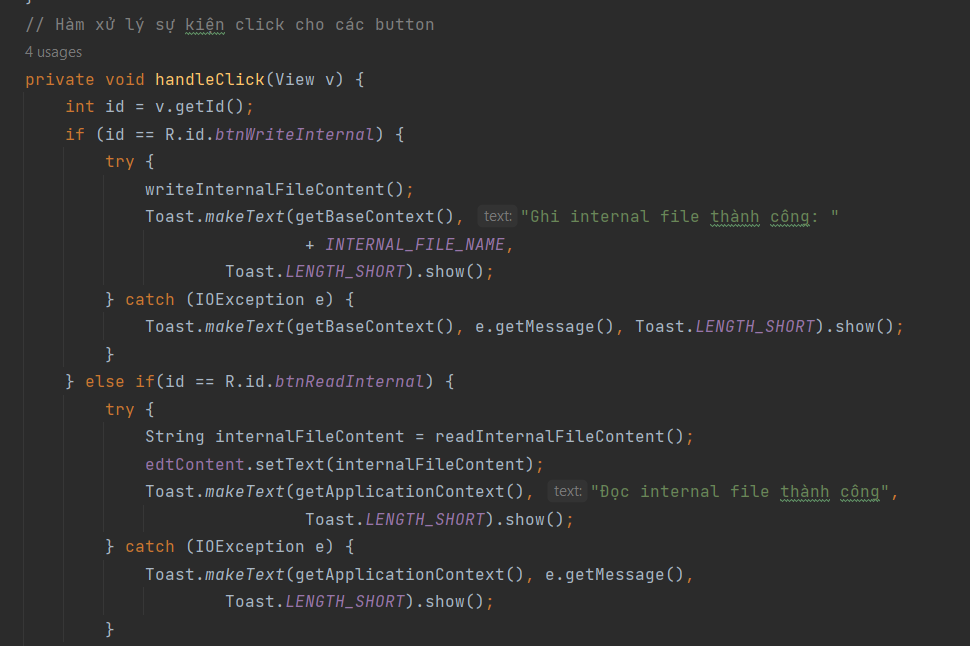 }
// Hàm xử lý sự kiện click cho các button
4 usages
private void handleClick(View v) {
    int id = v.getId();
    if (id == R.id.btnWriteInternal) {
        try {
            writeInternalFileContent();
            Toast.makeText(getBaseContext(), text: "Ghi internal file thành công: "
                            + INTERNAL_FILE_NAME,
                    Toast.LENGTH_SHORT).show();
        } catch (IOException e) {
            Toast.makeText(getBaseContext(), e.getMessage(), Toast.LENGTH_SHORT).show();
        }
    } else if(id == R.id.btnReadInternal) {
        try {
            String internalFileContent = readInternalFileContent();
            edtContent.setText(internalFileContent);
            Toast.makeText(getApplicationContext(), text: "Đọc internal file thành công",
                            Toast.LENGTH_SHORT).show();
        } catch (IOException e) {
            Toast.makeText(getApplicationContext(), e.getMessage(),
                    Toast.LENGTH_SHORT).show();
        }